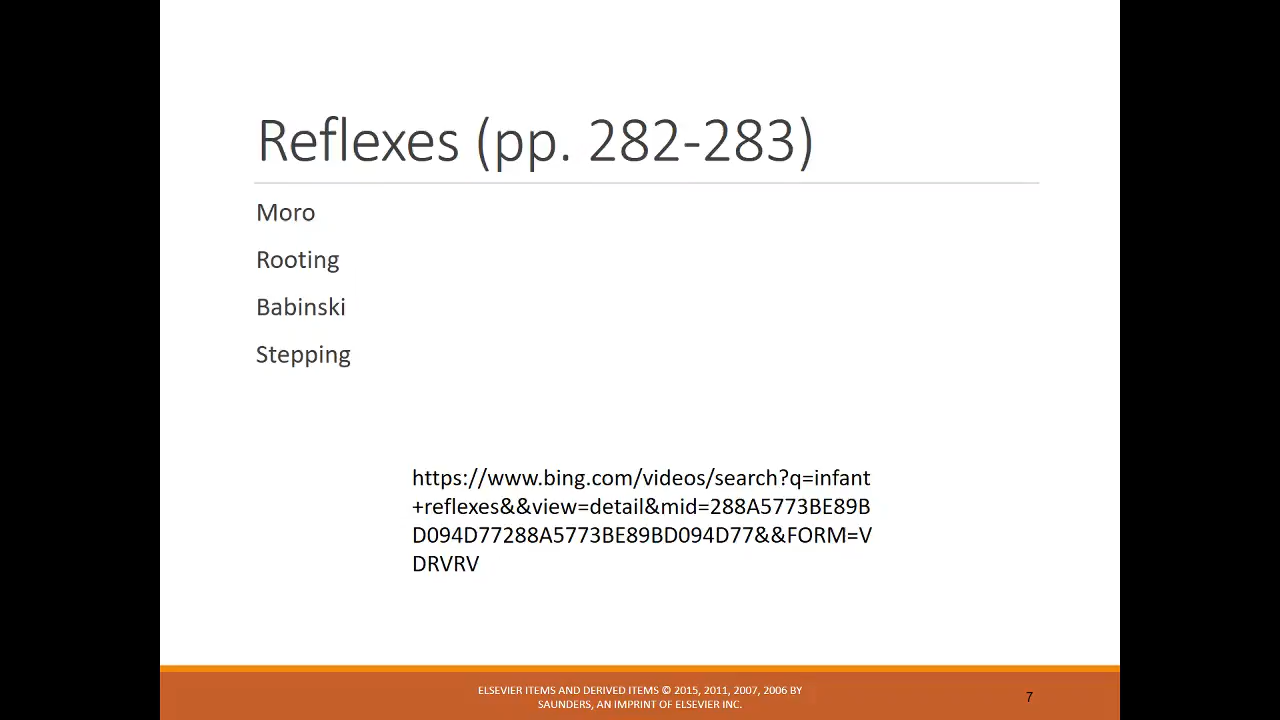 Reflexes (pp. 282-283)
Moro
Rooting
Babinski
Stepping
https://www.bing.com/videos/search?q=infant
+reflexes&&view=detail&mid=288A5773BE89B
D094D77288A5773BE89BD094D77&&FORM=V
DRVRV
ELSEVIER ITEMS AND DERIVED ITEMS © 2015, 2011, 2007, 2006 BY
SAUNDERS, AN IMPRINT OF ELSEVIER INC.
7